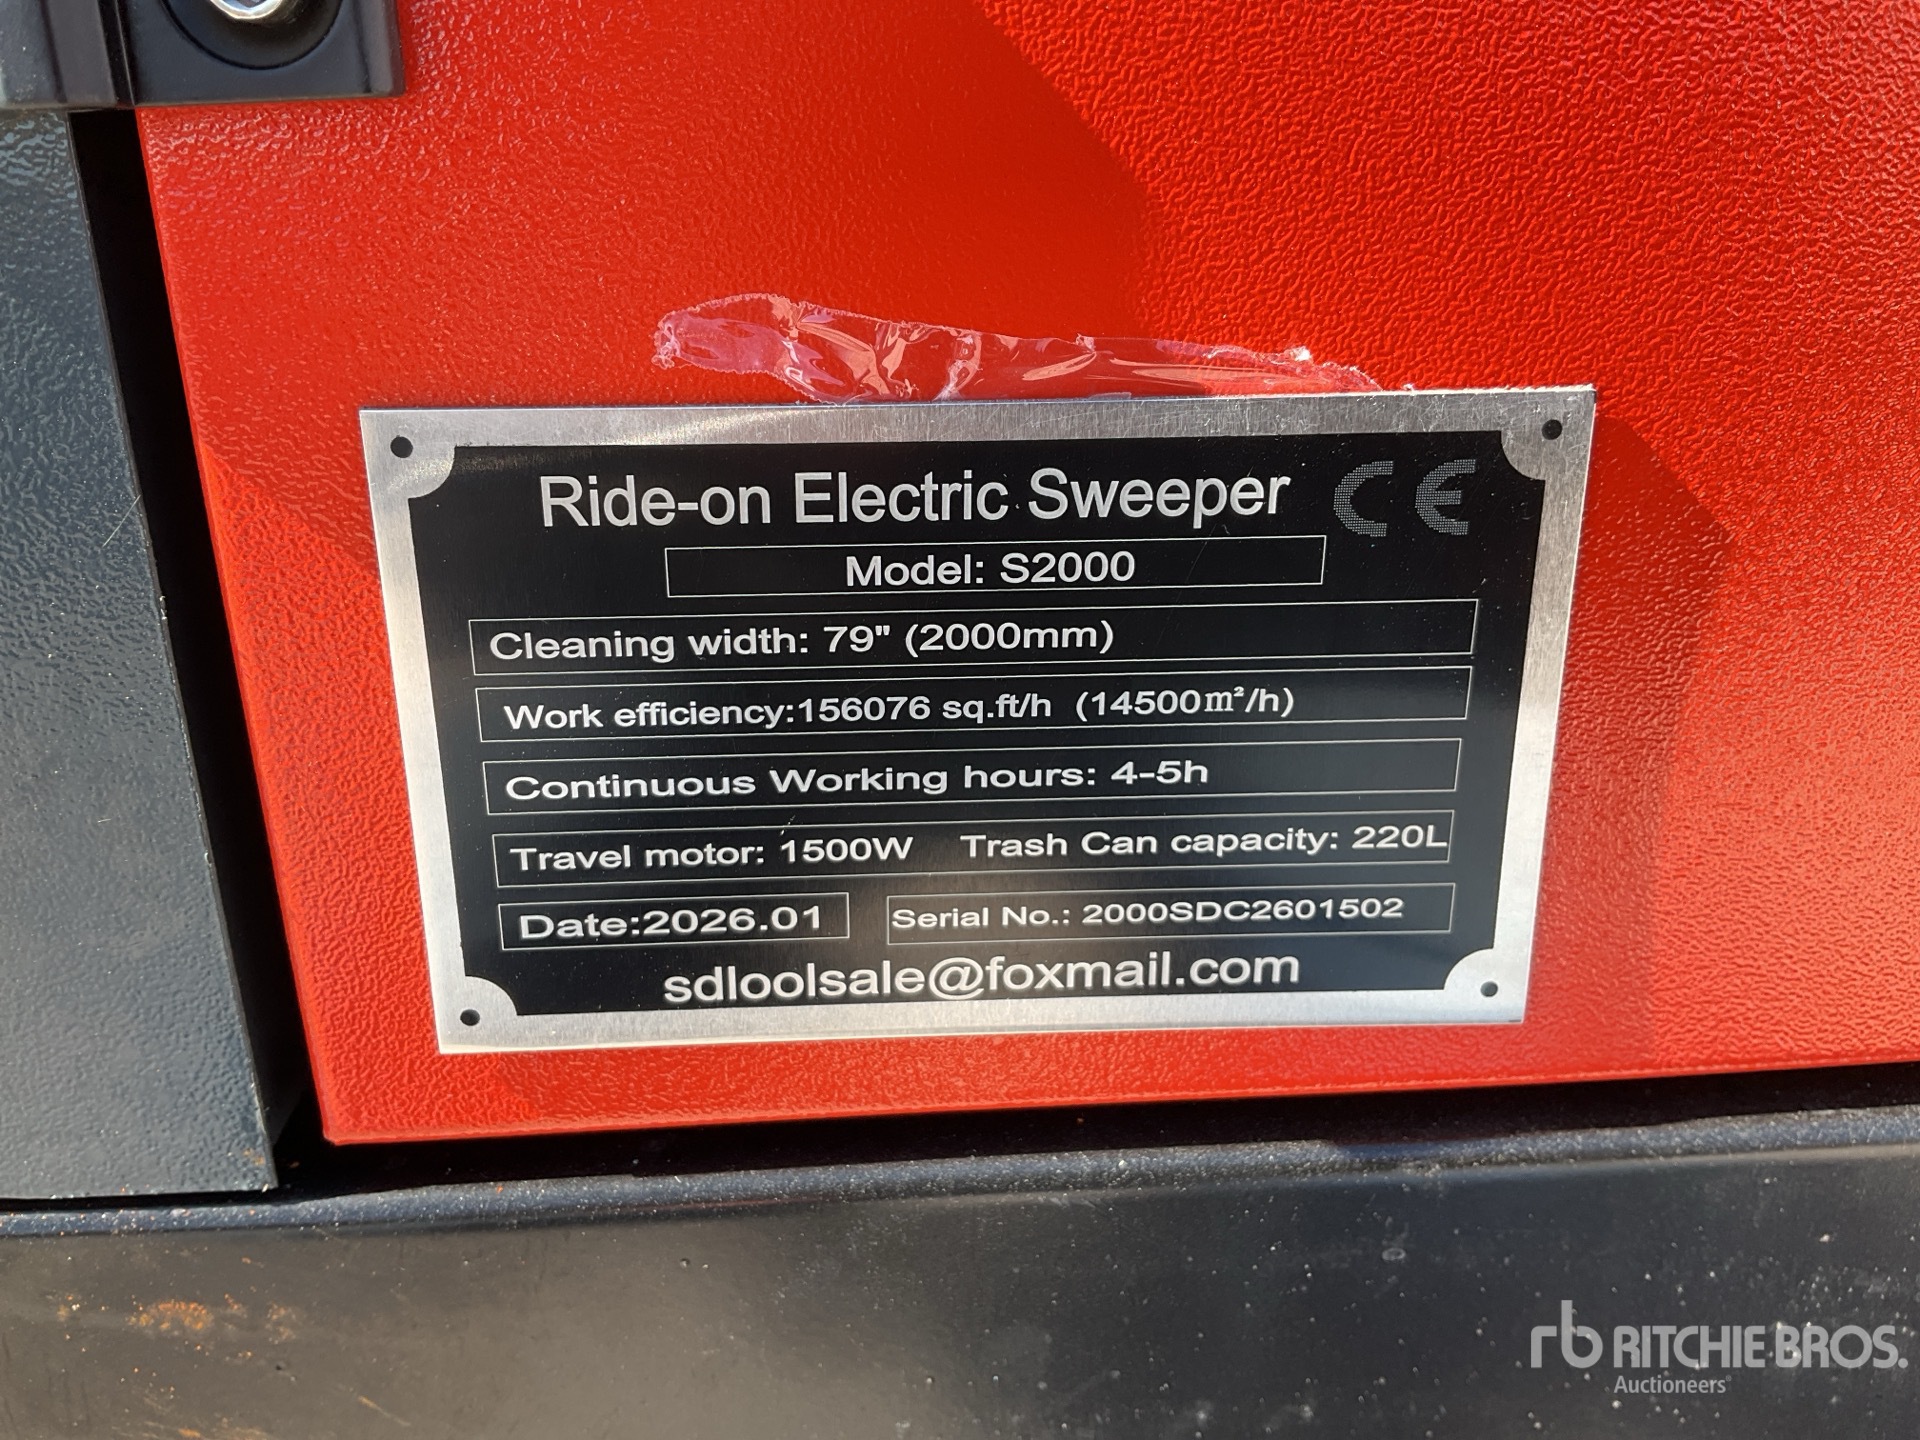 Ride-on Electric Sweeper CE
Model: S2000
Cleaning width: 79" (2000mm)
Work efficiency:156076 sq.ft/h (14500㎡/h)
Continuous Working hours: 4-5h
Travel motor: 1500W Trash Can capacity: 220L
Date:2026.01 Serial No.: 2000SDC2601502
sdloolsale@foxmail.com
rb RITCHIE BROS.
Auctioneers